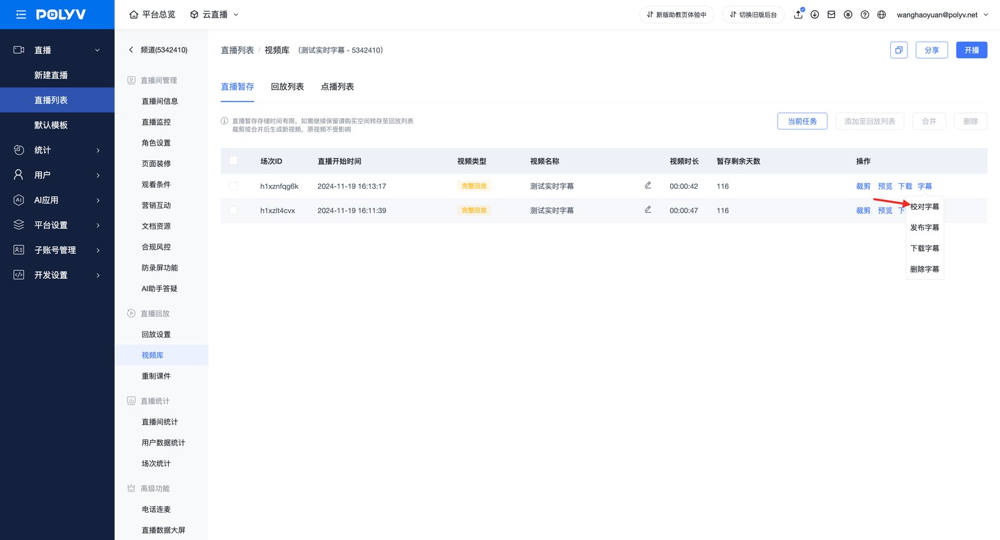 POLYV
平台总览
云直播
新版助教页体验中
切换旧版后台
wanghaoyuan@polyv.net
直播
新建直播
直播列表
默认模板
统计
用户
AI应用
平台设置
子账号管理
开发设置
频道(5342410)
直播间管理
直播间信息
直播监控
角色设置
页面装修
观看条件
营销互动
文档资源
合规风控
防录屏功能
AI助手答疑
直播回放
回放设置
视频库
重制课件
直播统计
直播间统计
用户数据统计
场次统计
高级功能
电话连麦
直播数据大屏
直播列表 / 视频库 (测试实时字幕 - 5342410)
分享
开播
直播暂存 回放列表 点播列表
直播暂存存储时间有限，如需继续保留请购买空间转存至回放列表
裁剪或合并后生成新视频，原视频不受影响
当前任务
添加至回放列表
合并
删除
场次ID 直播开始时间 视频类型 视频名称 视频时长 暂存剩余天数 操作
h1xznfqg6k 2024-11-19 16:13:17 完整回放 测试实时字幕 00:00:42 116 裁剪 预览 下载 字幕
h1xzlt4cvx 2024-11-19 16:11:39 完整回放 测试实时字幕 00:00:47 116 裁剪 预览 下
校对字幕
发布字幕
下载字幕
删除字幕